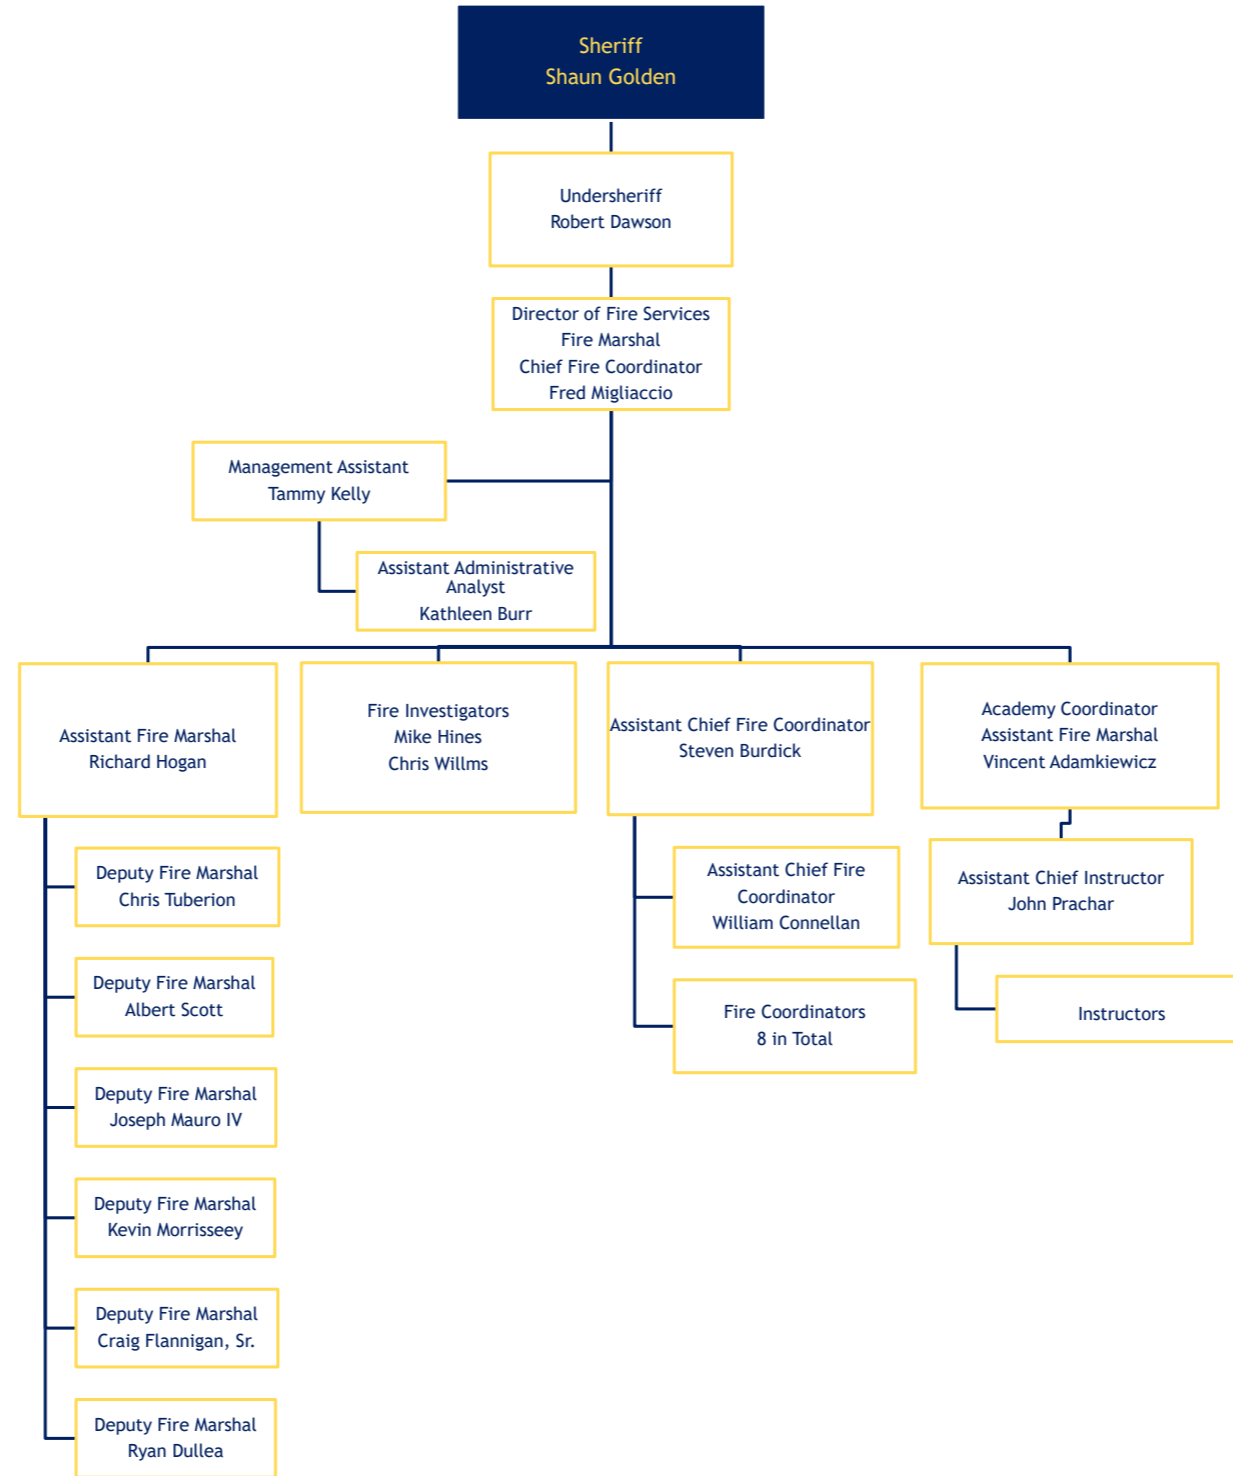 Sheriff
Shaun Golden
Undersheriff
Robert Dawson
Director of Fire Services
Fire Marshal
Chief Fire Coordinator
Fred Migliaccio
Management Assistant
Tammy Kelly
Assistant Administrative
Analyst
Kathleen Burr
Assistant Fire Marshal
Richard Hogan
Fire Investigators
Mike Hines
Chris Willms
Assistant Chief Fire Coordinator
Steven Burdick
Academy Coordinator
Assistant Fire Marshal
Vincent Adamkiewicz
Deputy Fire Marshal
Chris Tuberion
Deputy Fire Marshal
Albert Scott
Deputy Fire Marshal
Joseph Mauro IV
Deputy Fire Marshal
Kevin Morrisseey
Deputy Fire Marshal
Craig Flannigan, Sr.
Deputy Fire Marshal
Ryan Dullea
Assistant Chief Fire
Coordinator
William Connellan
Fire Coordinators
8 in Total
Assistant Chief Instructor
John Prachar
Instructors